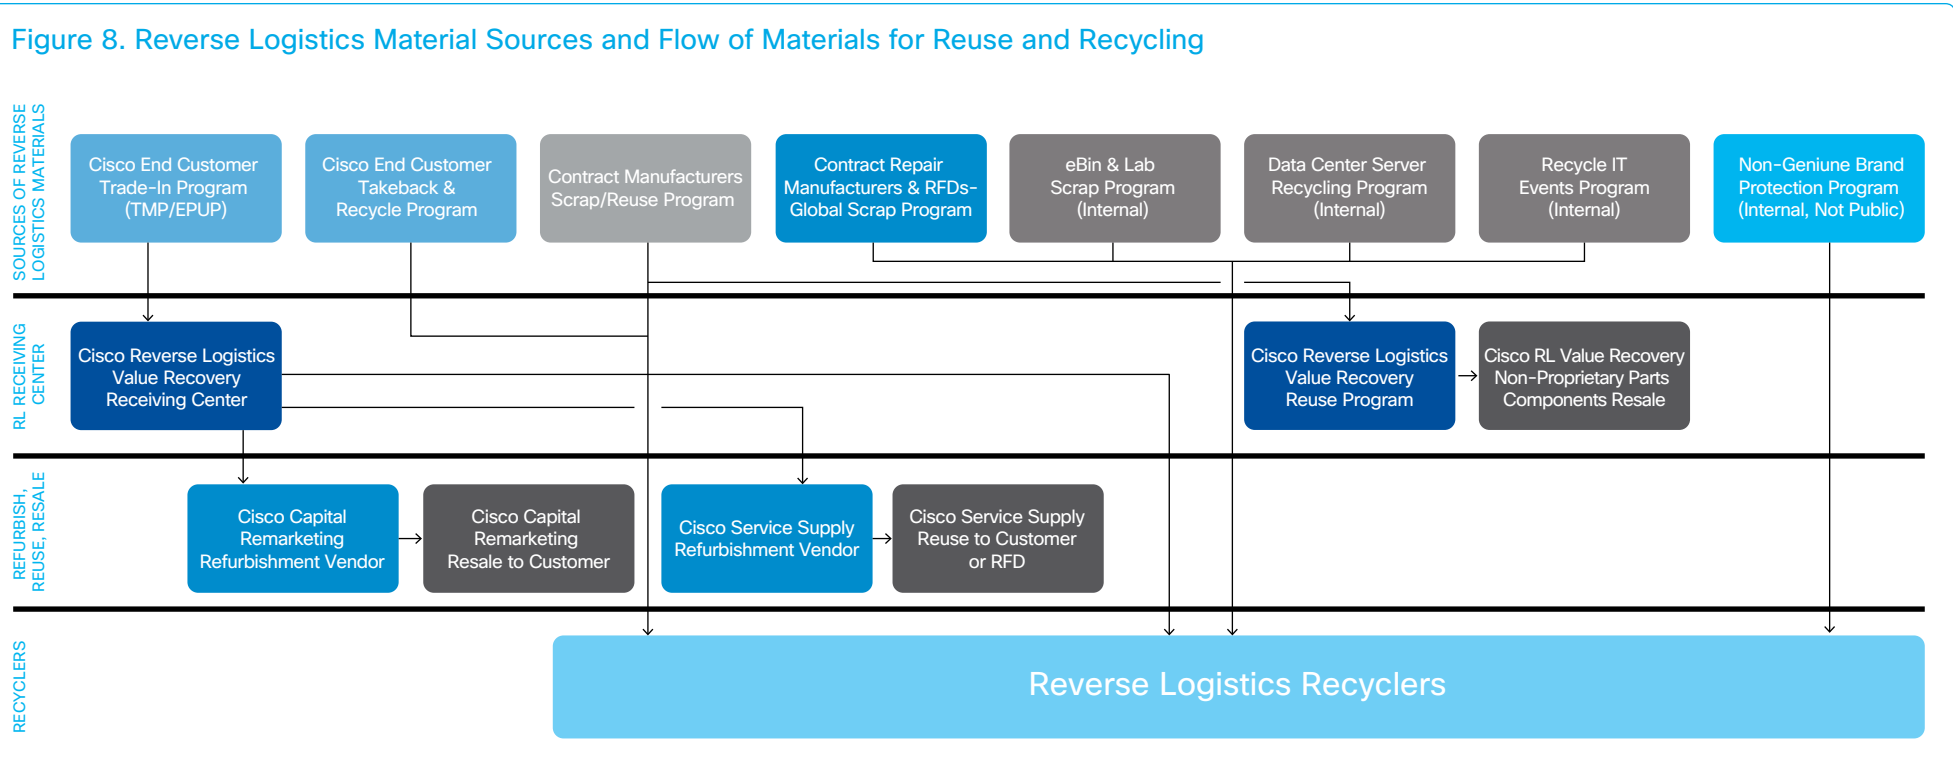 Figure 8. Reverse Logistics Material Sources and Flow of Materials for Reuse and Recycling
SOURCES OF REVERSE
LOGISTICS MATERIALS
Cisco End Customer
Trade-In Program
(TMP/EPUP)
Cisco End Customer
Takeback &
Recycle Program
Contract Manufacturers
Scrap/Reuse Program
Contract Repair
Manufacturers & RFDs-
Global Scrap Program
eBin & Lab
Scrap Program
(Internal)
Data Center Server
Recycling Program
(Internal)
Recycle IT
Events Program
(Internal)
Non-Geniune Brand
Protection Program
(Internal, Not Public)
RL RECEIVING
CENTER
Cisco Reverse Logistics
Value Recovery
Receiving Center
Cisco Reverse Logistics
Value Recovery
Reuse Program
Cisco RL Value Recovery
Non-Proprietary Parts
Components Resale
REFURBISH,
REUSE, RESALE
Cisco Capital
Remarketing
Refurbishment Vendor
Cisco Capital
Remarketing
Resale to Customer
Cisco Service Supply
Refurbishment Vendor
Cisco Service Supply
Reuse to Customer
or RFD
RECYCLERS
Reverse Logistics Recyclers